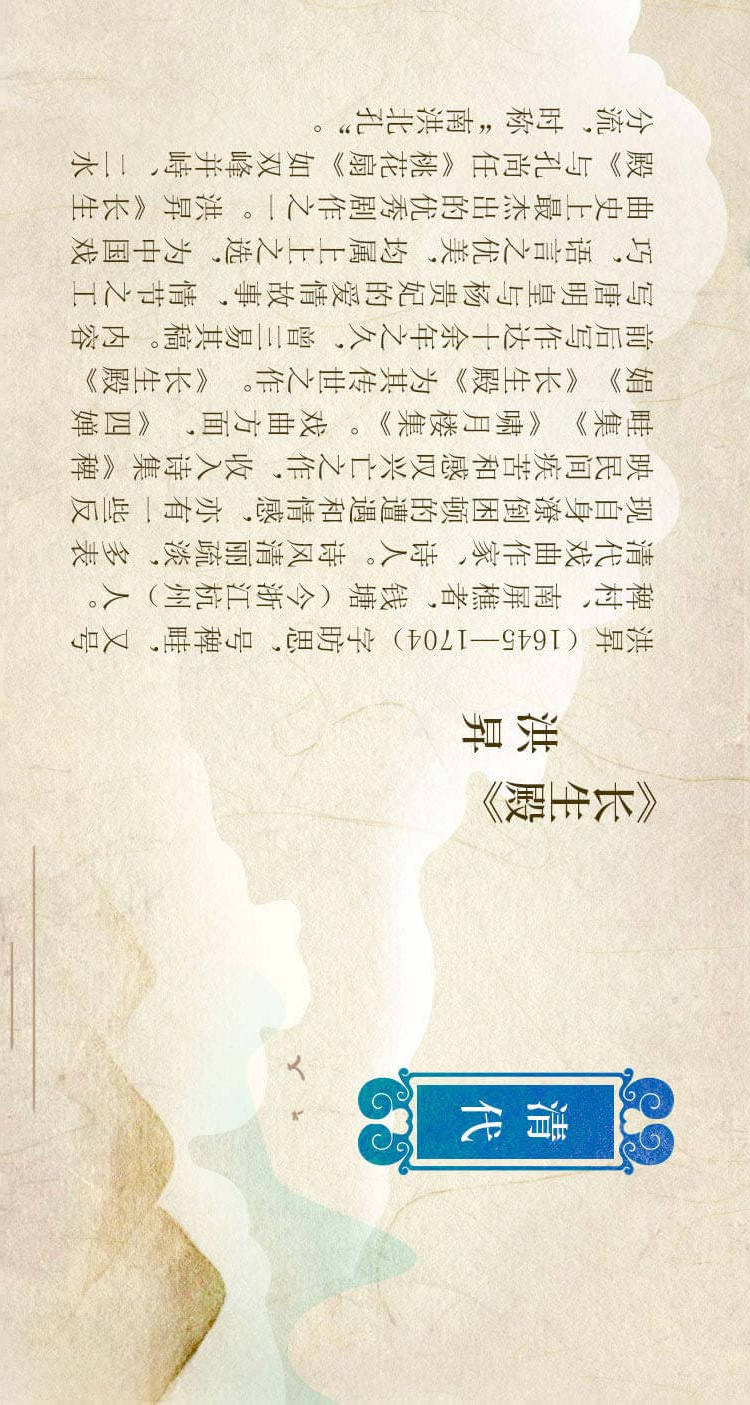 清代
《长生殿》
洪昇
洪昇（1645—1704）字昉思，号稗畦，又号
稗村、南屏樵者，钱塘（今浙江杭州）人。
清代戏曲作家、诗人。诗风清丽疏淡，多表
现自身潦倒困顿的遭遇和情感，亦有一些反
映民间疾苦和感叹兴亡之作，收入诗集《稗
畦集》《啸月楼集》。戏曲方面，《四婵
娟》《长生殿》为其传世之作。《长生殿》
前后写作达十余年之久，曾三易其稿。内容
写唐明皇与杨贵妃的爱情故事，情节之工
巧，语言之优美，均属上上之选，为中国戏
曲史上最杰出的优秀剧作之一。洪昇《长生
殿》与孔尚任《桃花扇》如双峰并峙、二水
分流，时称“南洪北孔”。